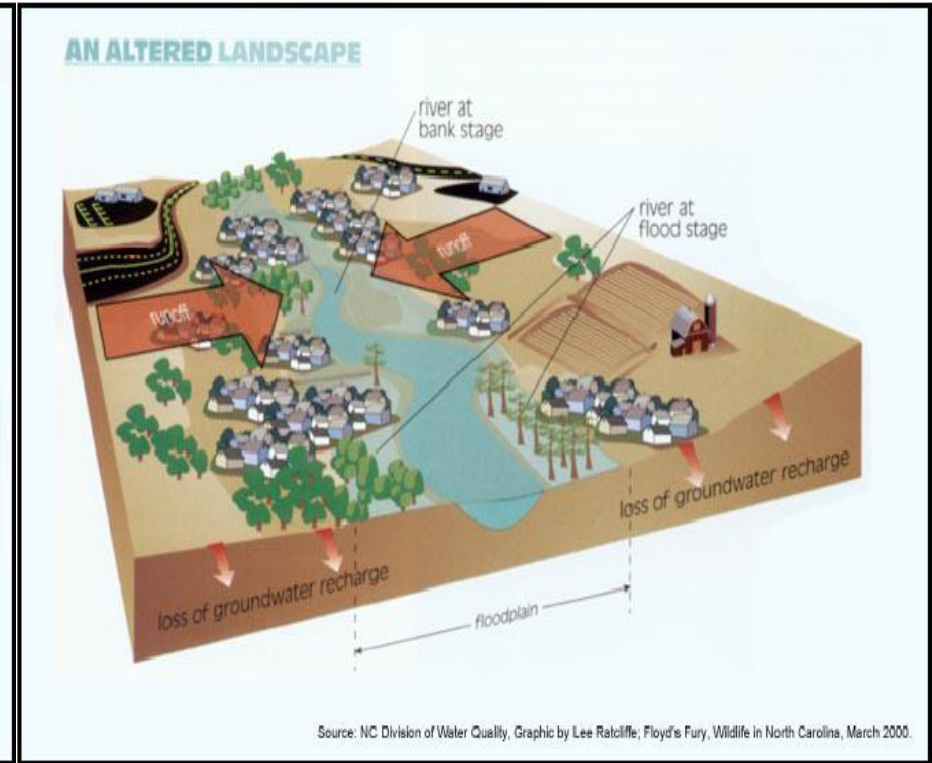 AN ALTERED LANDSCAPE
river at
bank stage
river at
flood stage
runoff
runoff
loss of groundwater recharge
loss of groundwater recharge
floodplain
Source: NC Division of Water Quality, Graphic by Lee Ratcliffe; Floyd's Fury, Wildlife in North Carolina, March 2000.